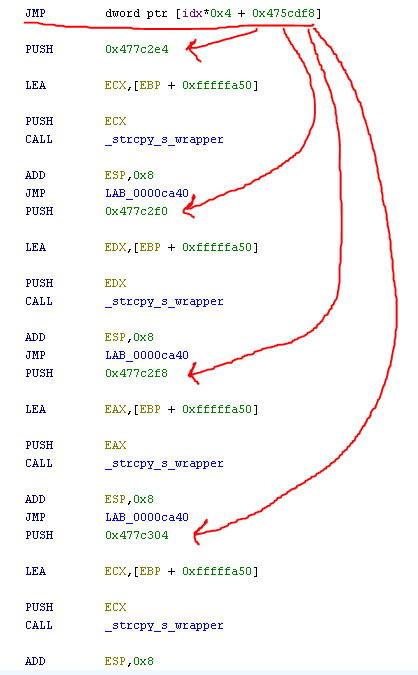 JMP dword ptr [idx*0x4 + 0x475cdf8]
PUSH 0x477c2e4
LEA ECX,[EBP + 0xfffffa50]
PUSH ECX
CALL _strcpy_s_wrapper
ADD ESP,0x8
JMP LAB_0000ca40
PUSH 0x477c2f0
LEA EDX,[EBP + 0xfffffa50]
PUSH EDX
CALL _strcpy_s_wrapper
ADD ESP,0x8
JMP LAB_0000ca40
PUSH 0x477c2f8
LEA EAX,[EBP + 0xfffffa50]
PUSH EAX
CALL _strcpy_s_wrapper
ADD ESP,0x8
JMP LAB_0000ca40
PUSH 0x477c304
LEA ECX,[EBP + 0xfffffa50]
PUSH ECX
CALL _strcpy_s_wrapper
ADD ESP,0x8